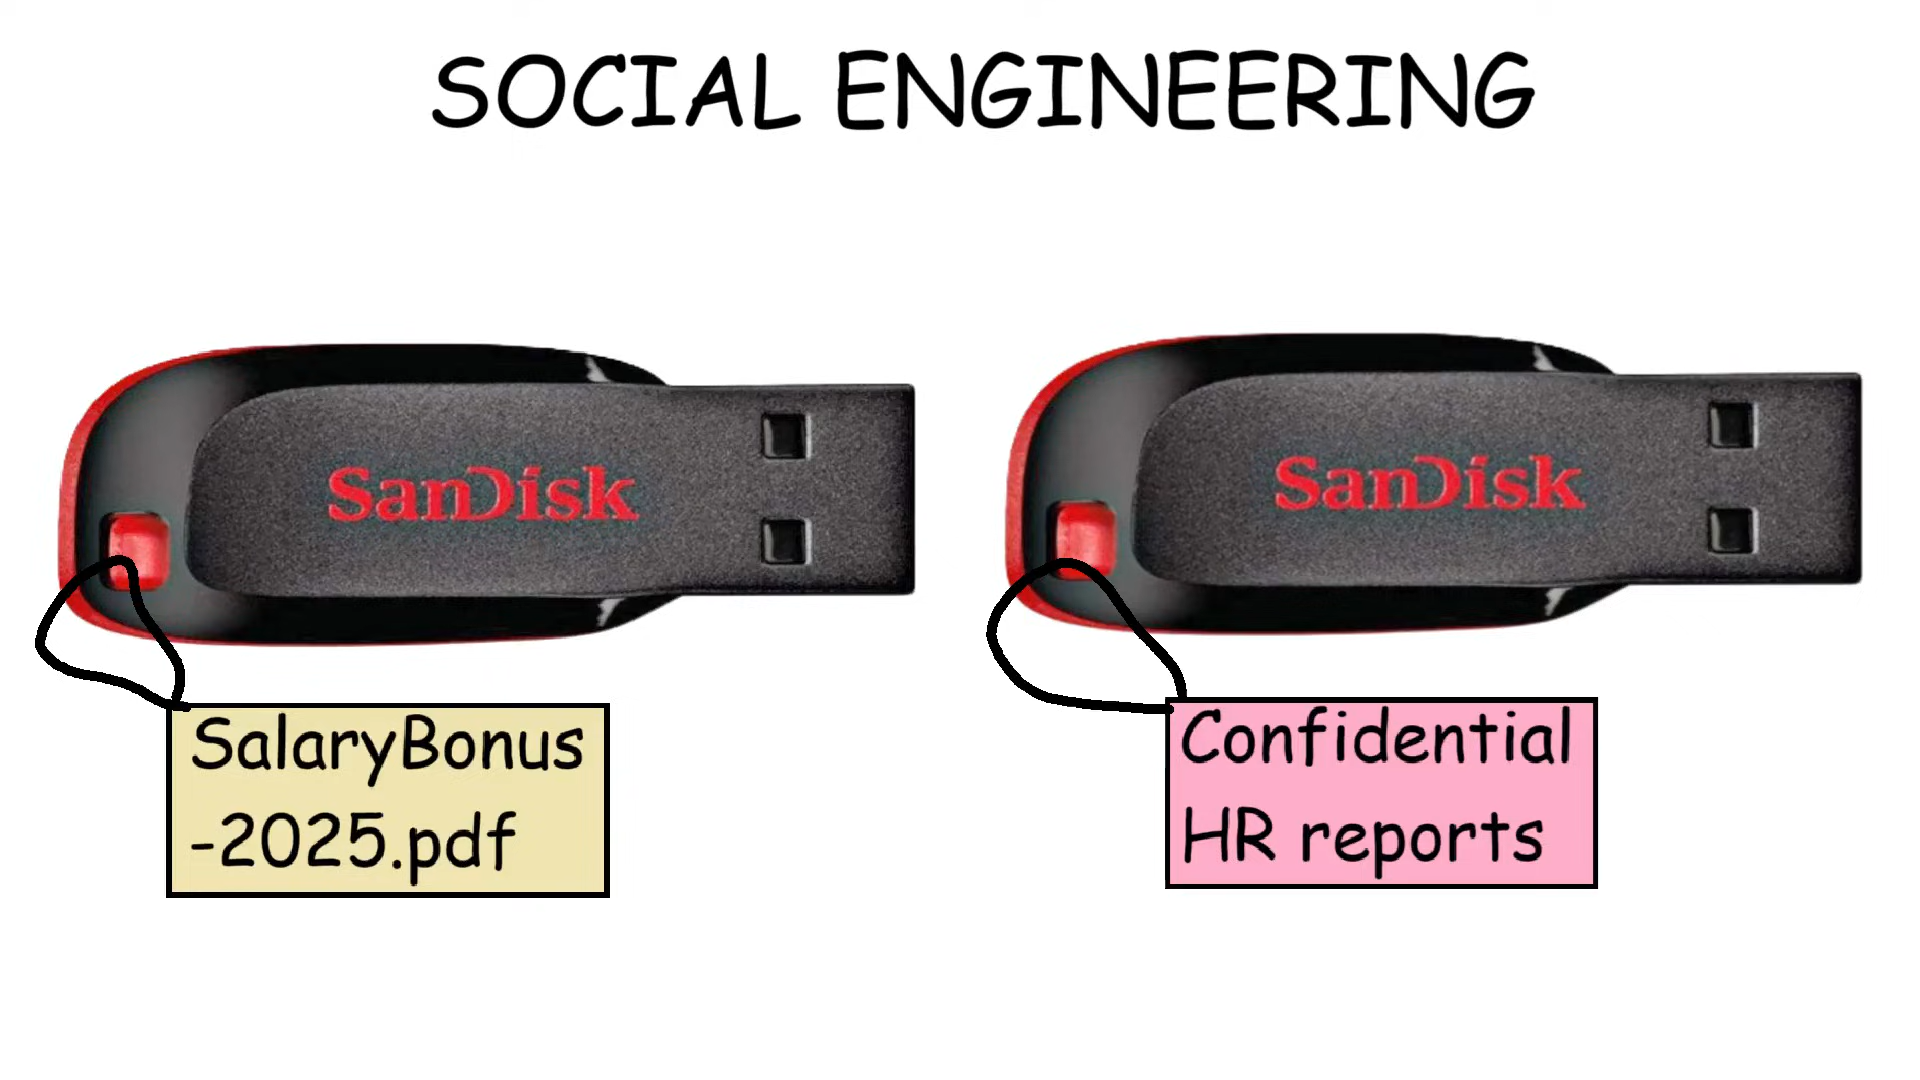 SOCIAL ENGINEERING
SanDisk
SanDisk
SalaryBonus
-2025.pdf
Confidential
HR reports